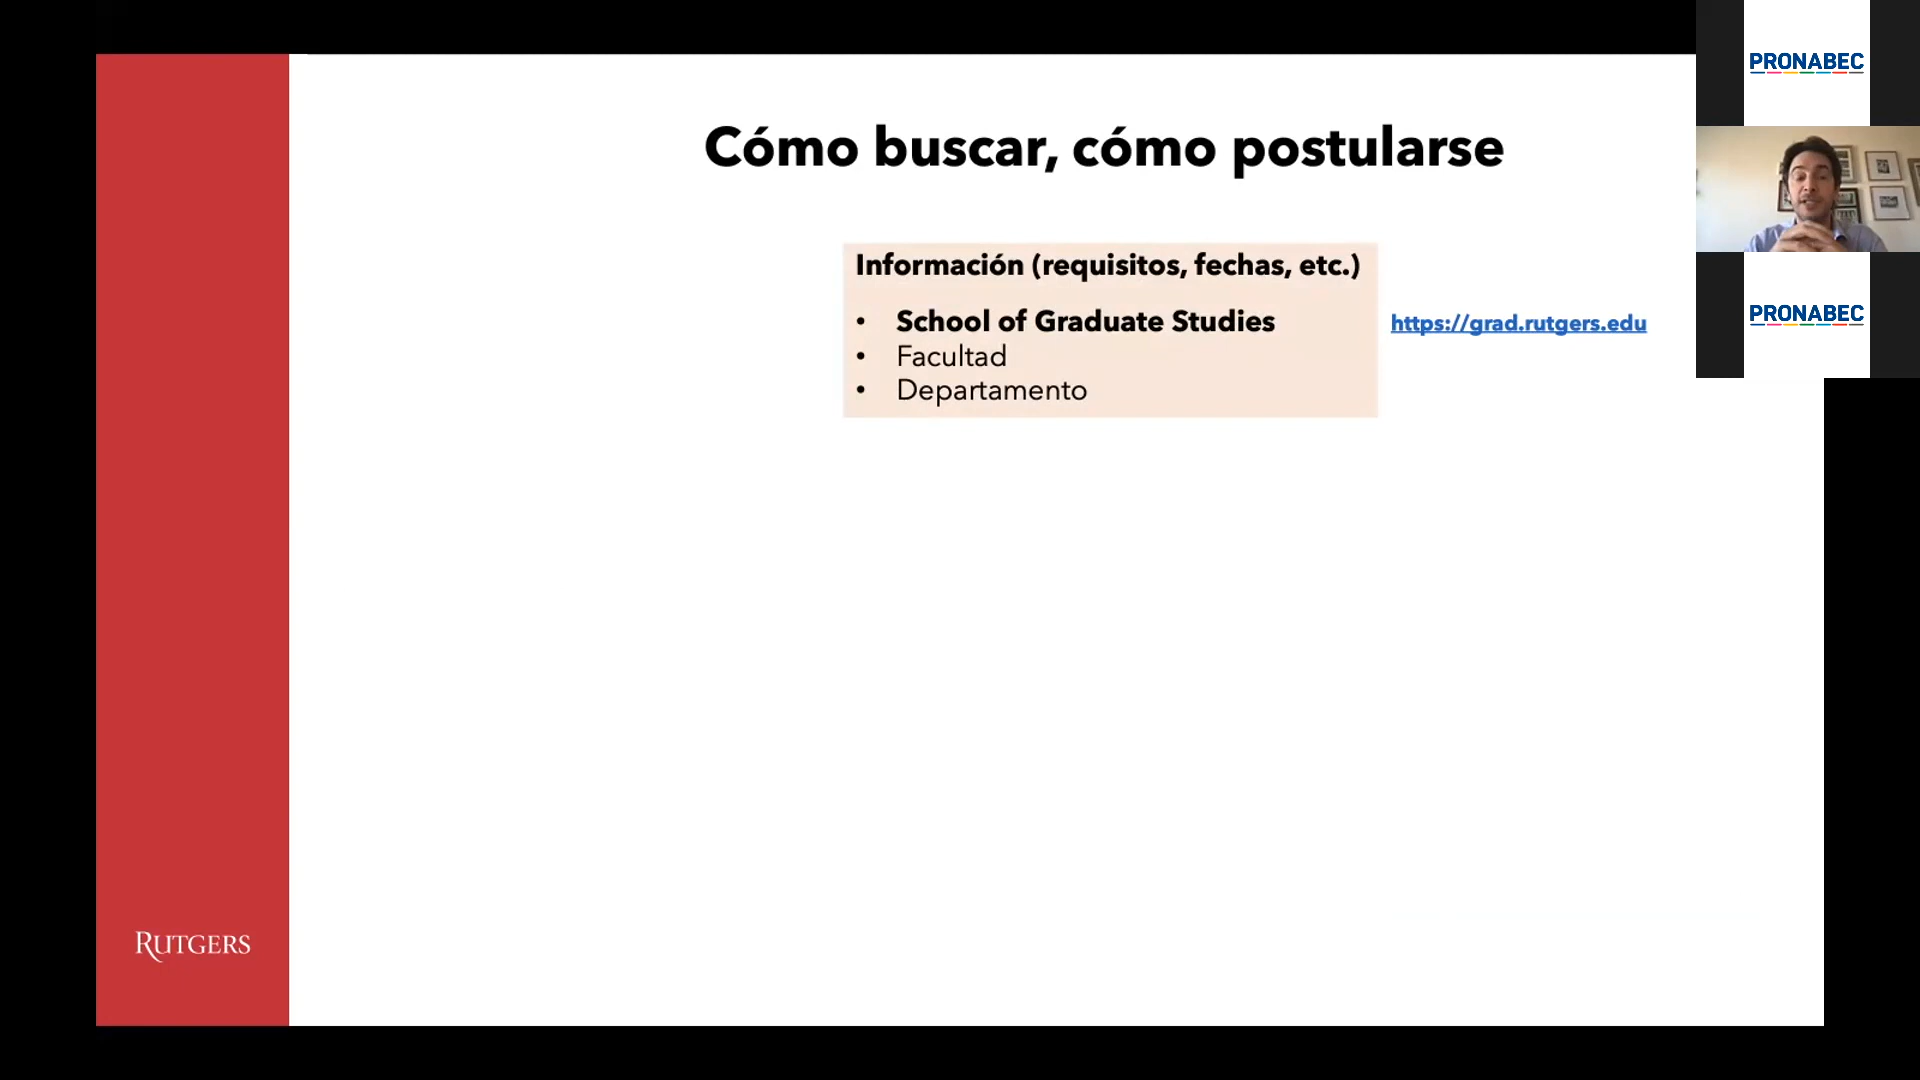 Cómo buscar, cómo postularse
Información (requisitos, fechas, etc.)
• School of Graduate Studies
https://grad.rutgers.edu
• Facultad
• Departamento
RUTGERS
PRONABEC
PRONABEC